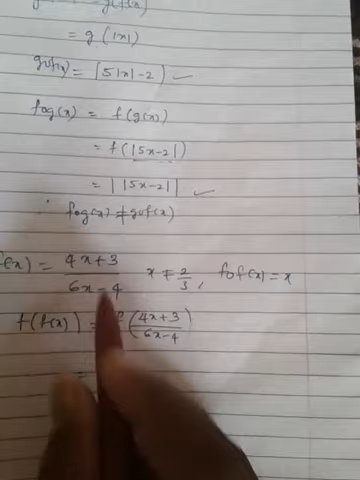 = g(|x|)
gof(x) = |5|x|-2|
fog(x) = f(g(x))
= f(|5x-2|)
= ||5x-2||
fog(x) ≠ gof(x)
f(x) = (4x+3)/(6x-4) x ≠ 2/3, fof(x) = x
f(f(x)) = f((4x+3)/(6x-4))
=